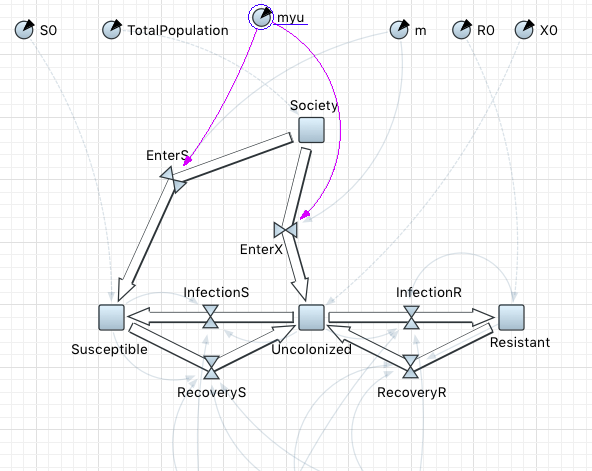 S0
TotalPopulation
myu
m
R0
X0
Society
EnterS
EnterX
InfectionS
InfectionR
Susceptible
Uncolonized
Resistant
RecoveryS
RecoveryR